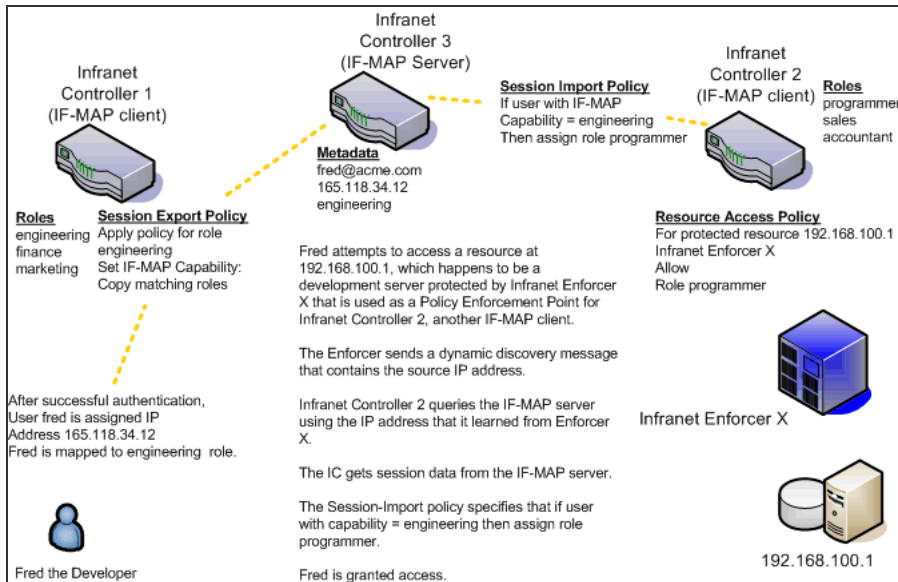 Infranet
Controller 1
(IF-MAP client)
Infranet
Controller 3
(IF-MAP Server)
Session Import Policy
If user with IF-MAP
Capability = engineering
Then assign role programmer
Infranet
Controller 2
(IF-MAP client)
Roles
programmer
sales
accountant
Metadata
fred@acme.com
165.118.34.12
engineering
Roles
engineering
finance
marketing
Session Export Policy
Apply policy for role
engineering
Set IF-MAP Capability:
Copy matching roles
Resource Access Policy
For protected resource 192.168.100.1
Infranet Enforcer X
Allow
Role programmer
Fred attempts to access a resource at
192.168.100.1, which happens to be a
development server protected by Infranet Enforcer
X that is used as a Policy Enforcement Point for
Infranet Controller 2, another IF-MAP client.
The Enforcer sends a dynamic discovery message
that contains the source IP address.
Infranet Controller 2 queries the IF-MAP server
using the IP address that it learned from Enforcer
X.
The IC gets session data from the IF-MAP server.
The Session-Import policy specifies that if user
with capability = engineering then assign role
programmer.
Fred is granted access.
After successful authentication,
User fred is assigned IP
Address 165.118.34.12
Fred is mapped to engineering role.
Fred the Developer
Infranet Enforcer X
192.168.100.1